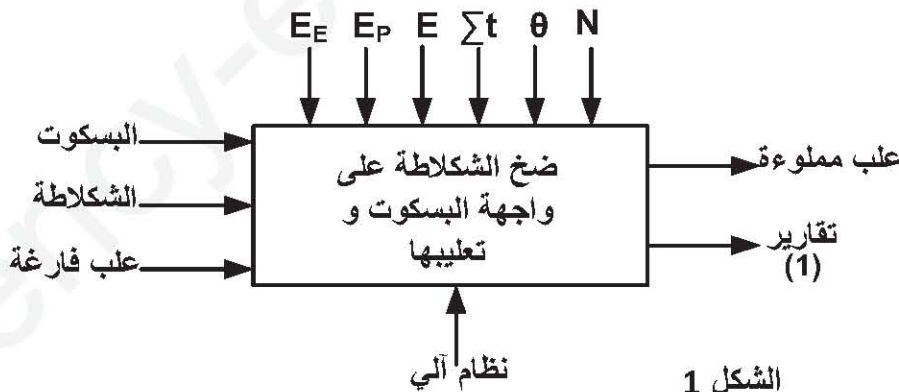 E_E E_P E ∑t θ N
البسكوت
الشكلاطة
علب فارغة
ضخ الشكلاطة على
واجهة البسكوت و
تعليبها
علب مملوءة
تقارير
(1)
نظام آلي
الشكل 1
ency-e